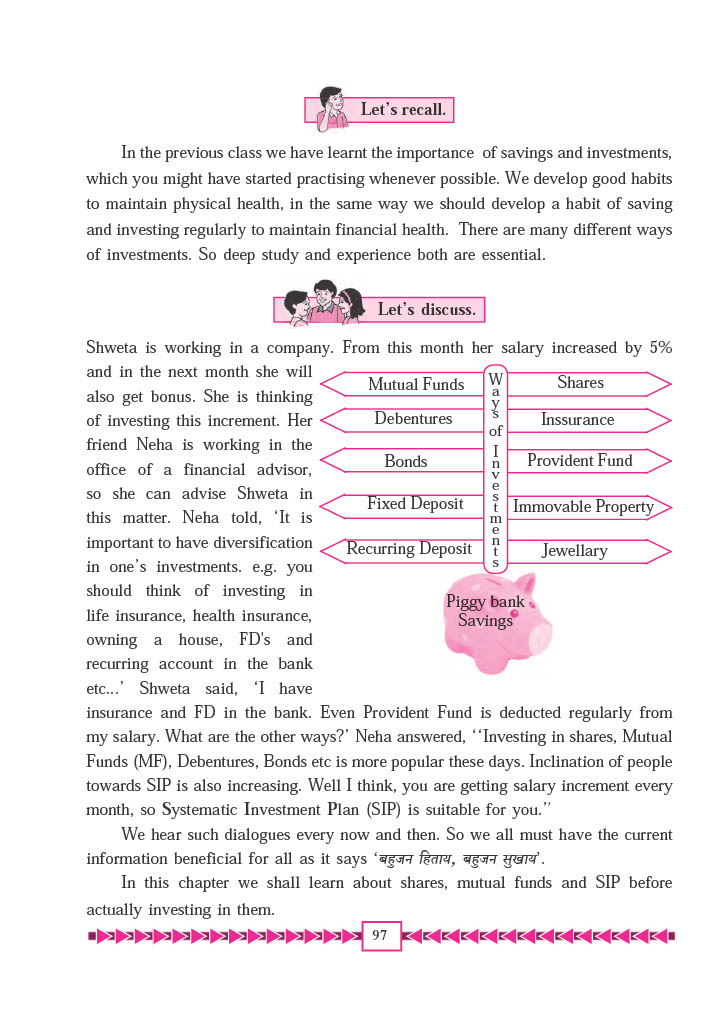 Let's recall.
In the previous class we have learnt the importance of savings and investments,
which you might have started practising whenever possible. We develop good habits
to maintain physical health, in the same way we should develop a habit of saving
and investing regularly to maintain financial health. There are many different ways
of investments. So deep study and experience both are essential.
Let's discuss.
Shweta is working in a company. From this month her salary increased by 5%
and in the next month she will
also get bonus. She is thinking
of investing this increment. Her
friend Neha is working in the
office of a financial advisor,
so she can advise Shweta in
this matter. Neha told, ‘It is
important to have diversification
in one’s investments. e.g. you
should think of investing in
life insurance, health insurance,
owning a house, FD's and
recurring account in the bank
etc...’ Shweta said, ‘I have
Ways of Investments
Mutual Funds
Shares
Debentures
Inssurance
Bonds
Provident Fund
Fixed Deposit
Immovable Property
Recurring Deposit
Jewellary
Piggy bank
Savings
insurance and FD in the bank. Even Provident Fund is deducted regularly from
my salary. What are the other ways?’ Neha answered, ‘‘Investing in shares, Mutual
Funds (MF), Debentures, Bonds etc is more popular these days. Inclination of people
towards SIP is also increasing. Well I think, you are getting salary increment every
month, so Systematic Investment Plan (SIP) is suitable for you.’’
We hear such dialogues every now and then. So we all must have the current
information beneficial for all as it says ‘बहुजन हिताय, बहुजन सुखाय’.
In this chapter we shall learn about shares, mutual funds and SIP before
actually investing in them.
97